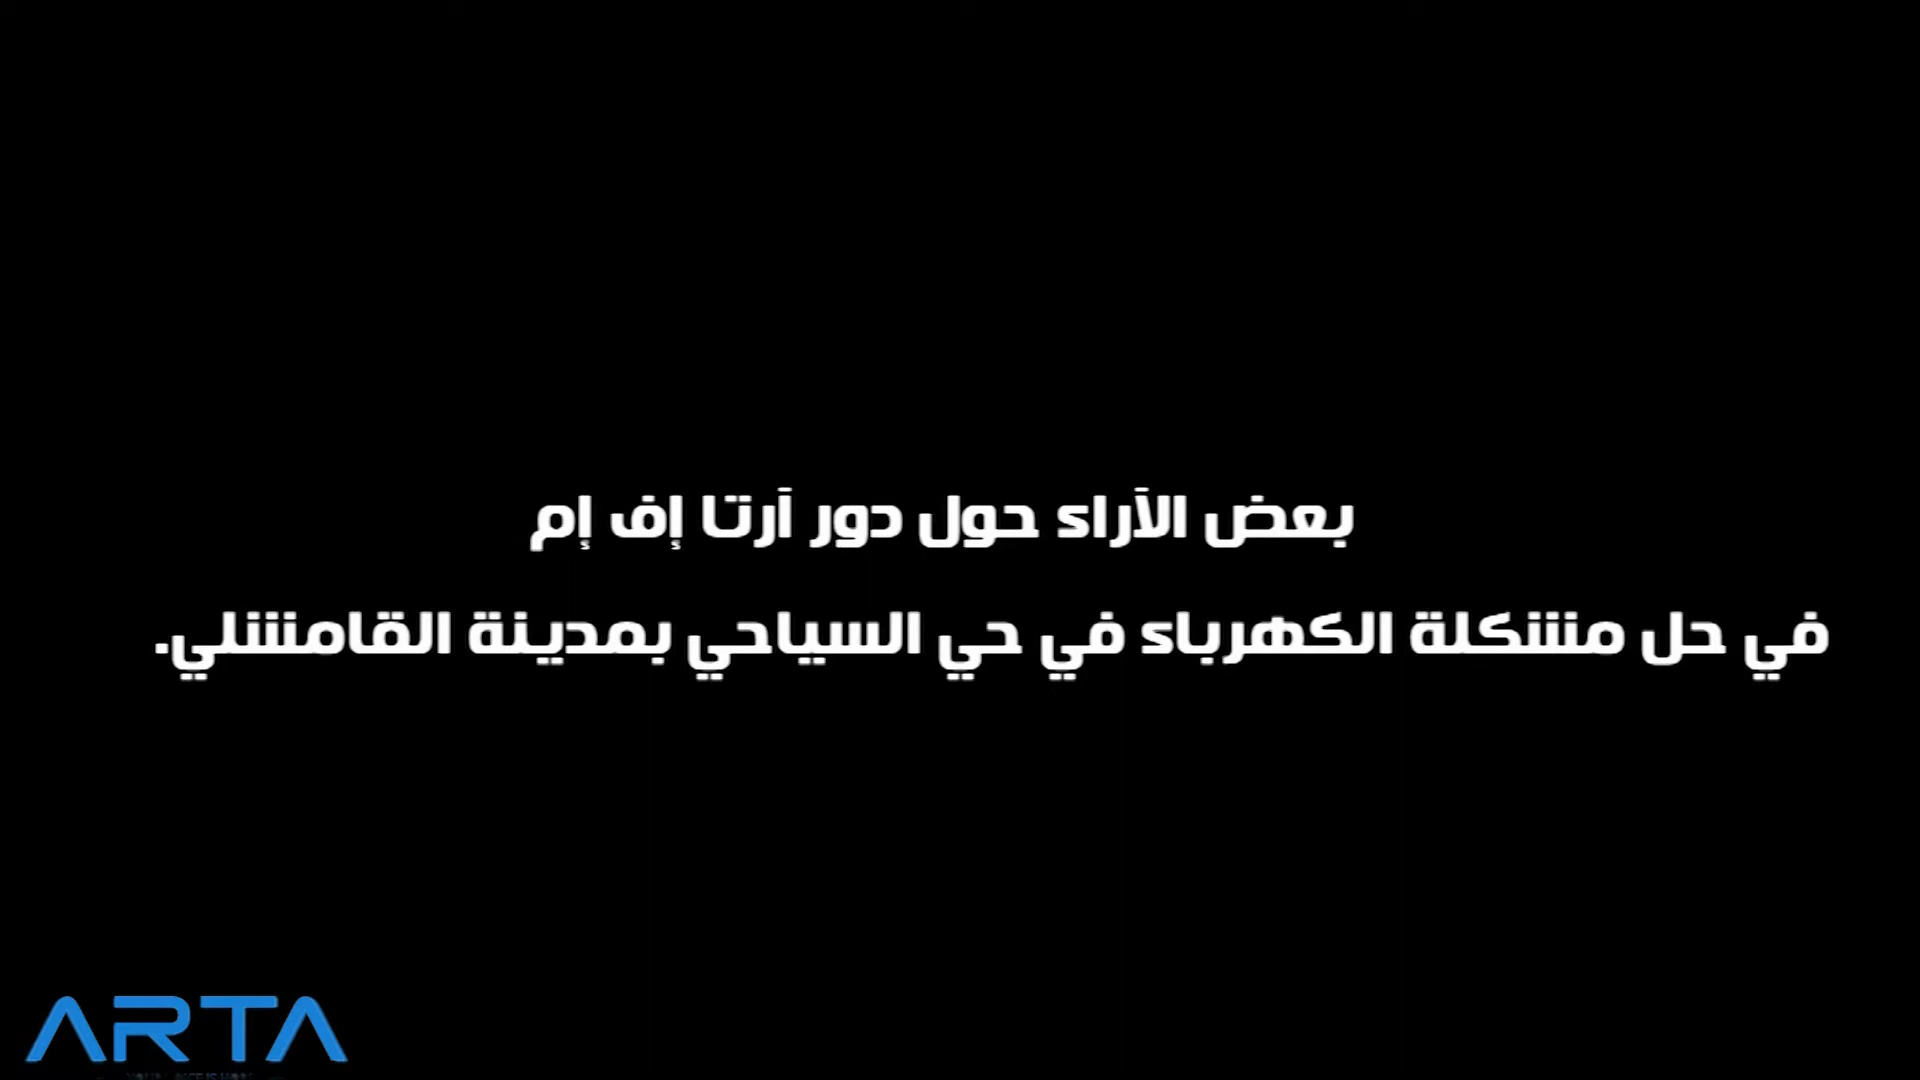 بعض الآراء حول دور آرتا إف إم
في حل مشكلة الكهرباء في حي السياحي بمدينة القامشلي.
ARTA